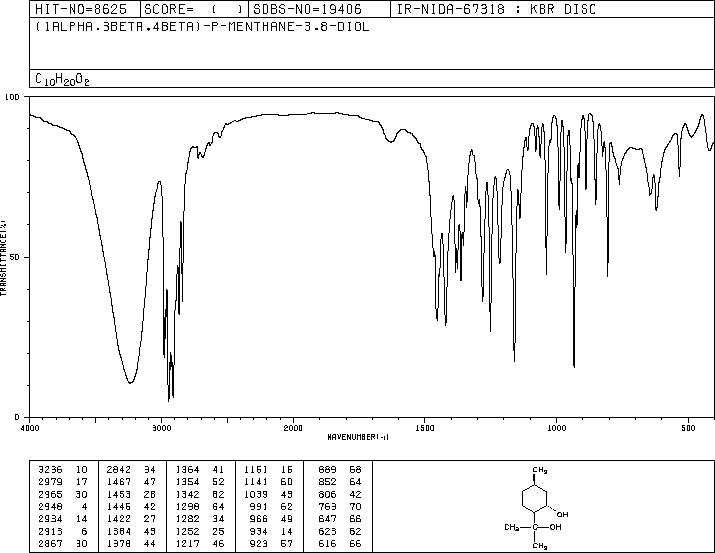 HIT-NO=8625 SCORE= ( ) SDBS-NO=19406 IR-NIDA-67318 : KBR DISC
(1ALPHA,3BETA,4BETA)-P-MENTHANE-3,8-DIOL
C10H20O2
100
50
0
TRANSMITTANCE(%)
4000 3000 2000 1500 1000 500
WAVENUMBER(-1)
3236 10 2842 34 1364 41 1161 16 889 68
2979 17 1467 47 1354 52 1141 60 852 64
2965 30 1453 28 1342 82 1039 43 806 42
2948 4 1446 42 1298 64 991 62 763 70
2934 14 1422 27 1282 34 966 49 647 66
2913 6 1384 43 1252 25 934 14 623 62
2867 30 1378 44 1217 46 923 57 616 66
CH3
OH
CH3 C OH
CH3